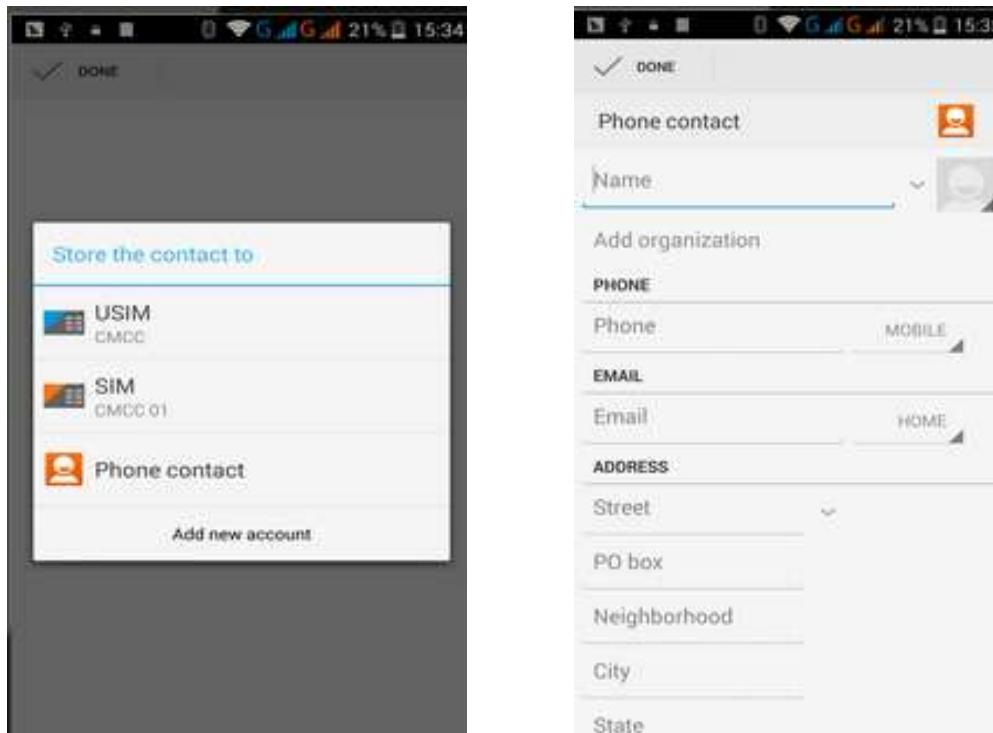 21% 15:34
DONE
Store the contact to
USIM
CMCC
SIM
CMCC 01
Phone contact
Add new account
21% 15:3
DONE
Phone contact
Name
Add organization
PHONE
Phone MOBILE
EMAIL
Email HOME
ADDRESS
Street
PO box
Neighborhood
City
State